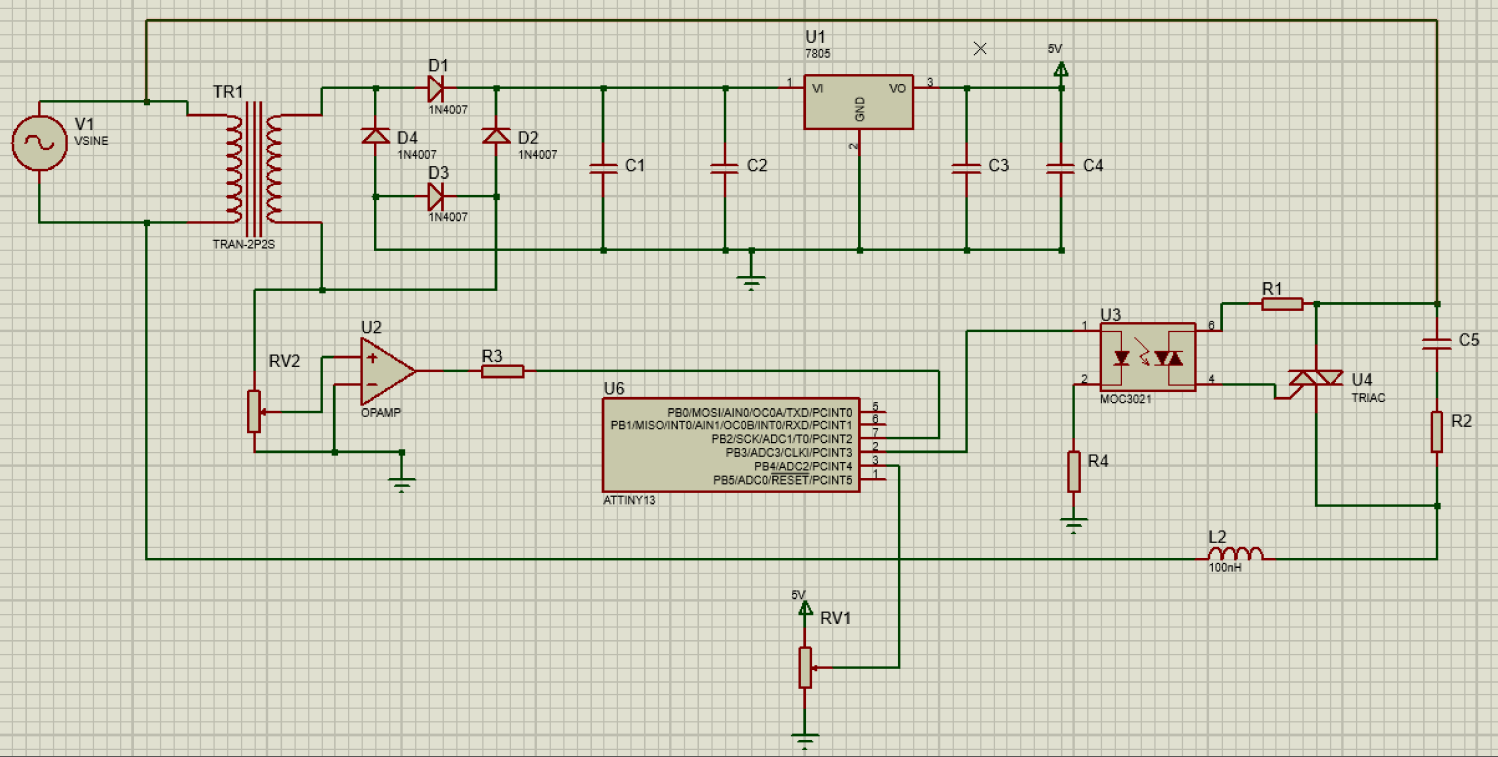 U1
7805
5V
D1
1N4007
TR1
1
VI
VO
3
GND
2
V1
VSINE
D4
1N4007
D2
1N4007
C1
C2
C3
C4
D3
1N4007
TRAN-2P2S
R1
U3
1
6
2
4
MOC3021
C5
U2
+
−
OPAMP
RV2
R3
U4
TRIAC
U6
PB0/MOSI/AIN0/OC0A/TXD/PCINT0 5
PB1/MISO/INT0/AIN1/OC0B/INT0/RXD/PCINT1 6
PB2/SCK/ADC1/T0/PCINT2 7
PB3/ADC3/CLKI/PCINT3 2
PB4/ADC2/PCINT4 3
PB5/ADC0/RESET/PCINT5 1
ATTINY13
R2
R4
L2
100nH
5V
RV1